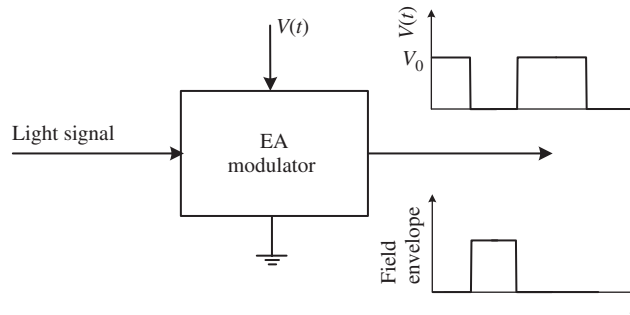 V(t)
V(t)
V0
Light signal
EA
modulator
Field
envelope